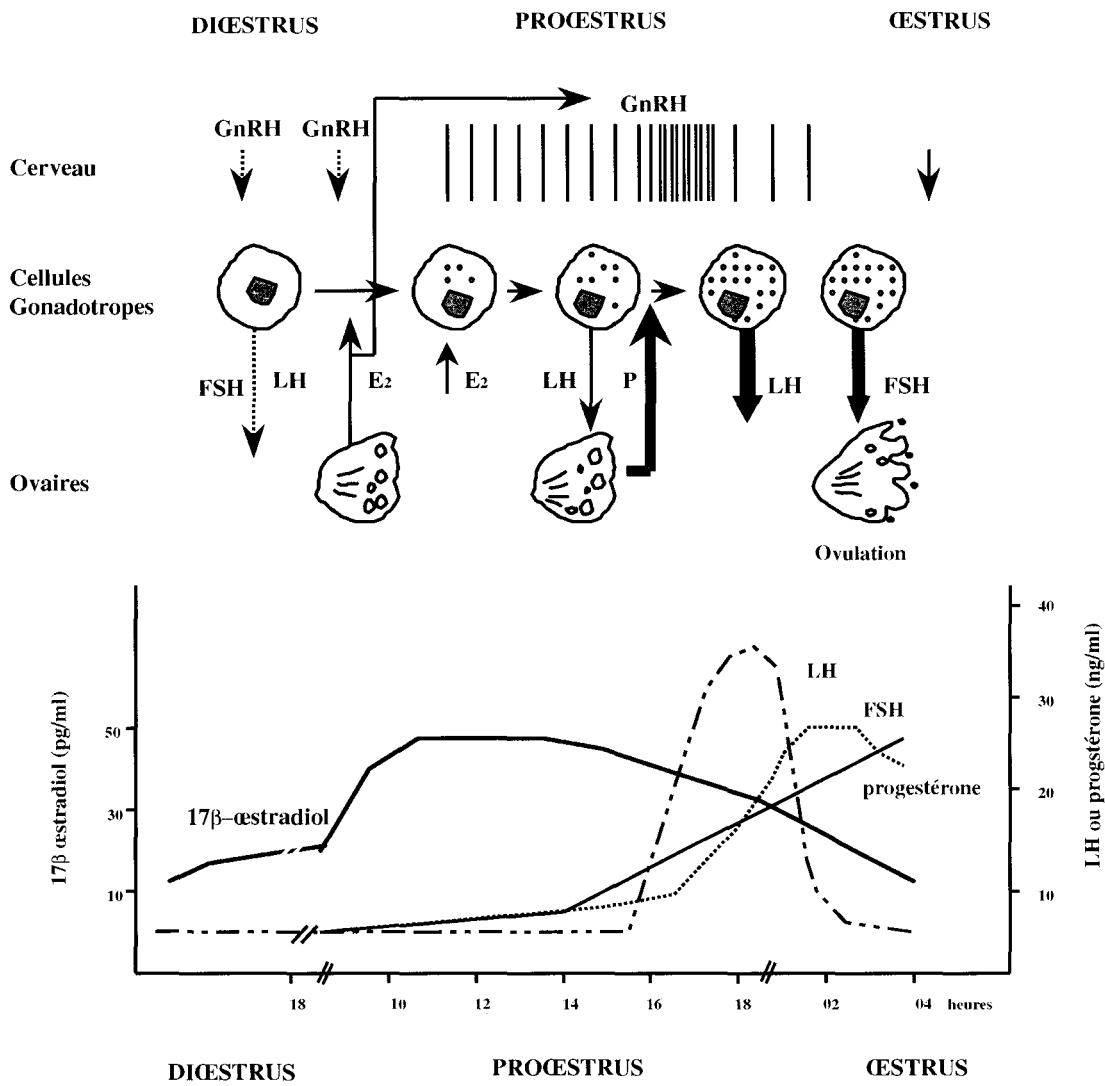 DIŒSTRUS PROŒSTRUS ŒSTRUS
GnRH GnRH GnRH
Cerveau
Cellules
Gonadotropes
FSH LH E2 E2 LH P LH FSH
Ovaires
Ovulation
17β œstradiol (pg/ml)
50
30
10
LH ou progstérone (ng/ml)
40
30
20
10
LH
FSH
progestérone
17β–œstradiol
18 10 12 14 16 18 02 04 heures
DIŒSTRUS PROŒSTRUS ŒSTRUS